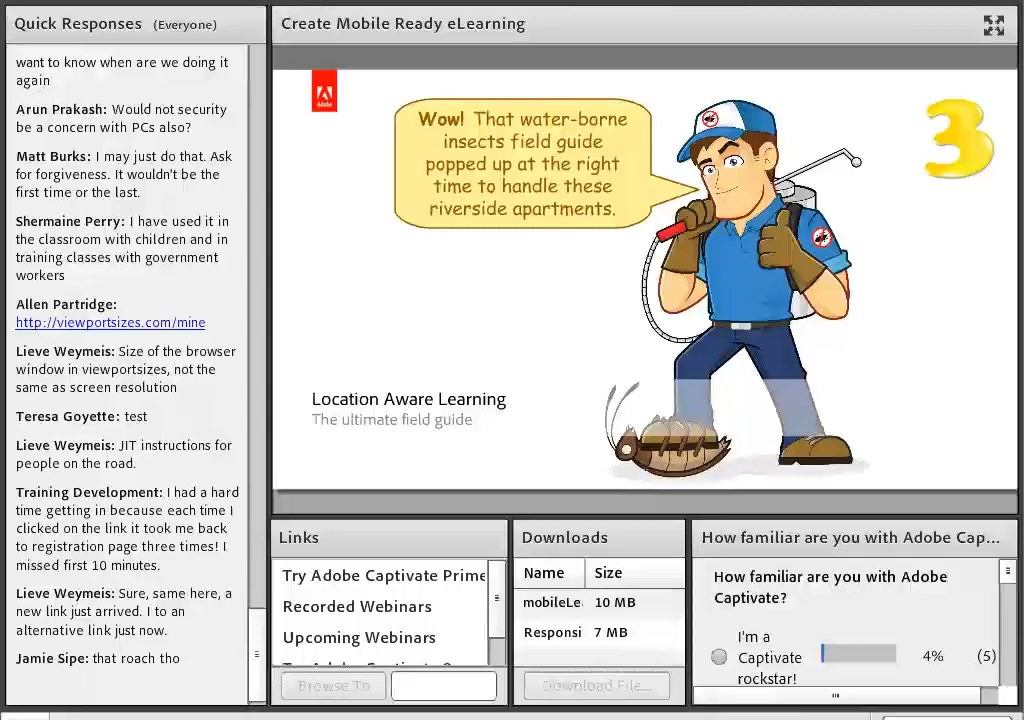 Quick Responses (Everyone)
want to know when are we doing it
again
Arun Prakash: Would not security
be a concern with PCs also?
Matt Burks: I may just do that. Ask
for forgiveness. It wouldn't be the
first time or the last.
Shermaine Perry: I have used it in
the classroom with children and in
training classes with government
workers
Allen Partridge:
http://viewportsizes.com/mine
Lieve Weymeis: Size of the browser
window in viewportsizes, not the
same as screen resolution
Teresa Goyette: test
Lieve Weymeis: JIT instructions for
people on the road.
Training Development: I had a hard
time getting in because each time I
clicked on the link it took me back
to registration page three times! I
missed first 10 minutes.
Lieve Weymeis: Sure, same here, a
new link just arrived. I to an
alternative link just now.
Jamie Sipe: that roach tho
Create Mobile Ready eLearning
Adobe
Wow! That water-borne
insects field guide
popped up at the right
time to handle these
riverside apartments.
3
Location Aware Learning
The ultimate field guide
Links
Try Adobe Captivate Prime
Recorded Webinars
Upcoming Webinars
Browse To
Downloads
Name Size
mobileLe 10 MB
Responsi 7 MB
Download File...
How familiar are you with Adobe Cap...
How familiar are you with Adobe
Captivate?
I'm a
Captivate
rockstar!
4% (5)